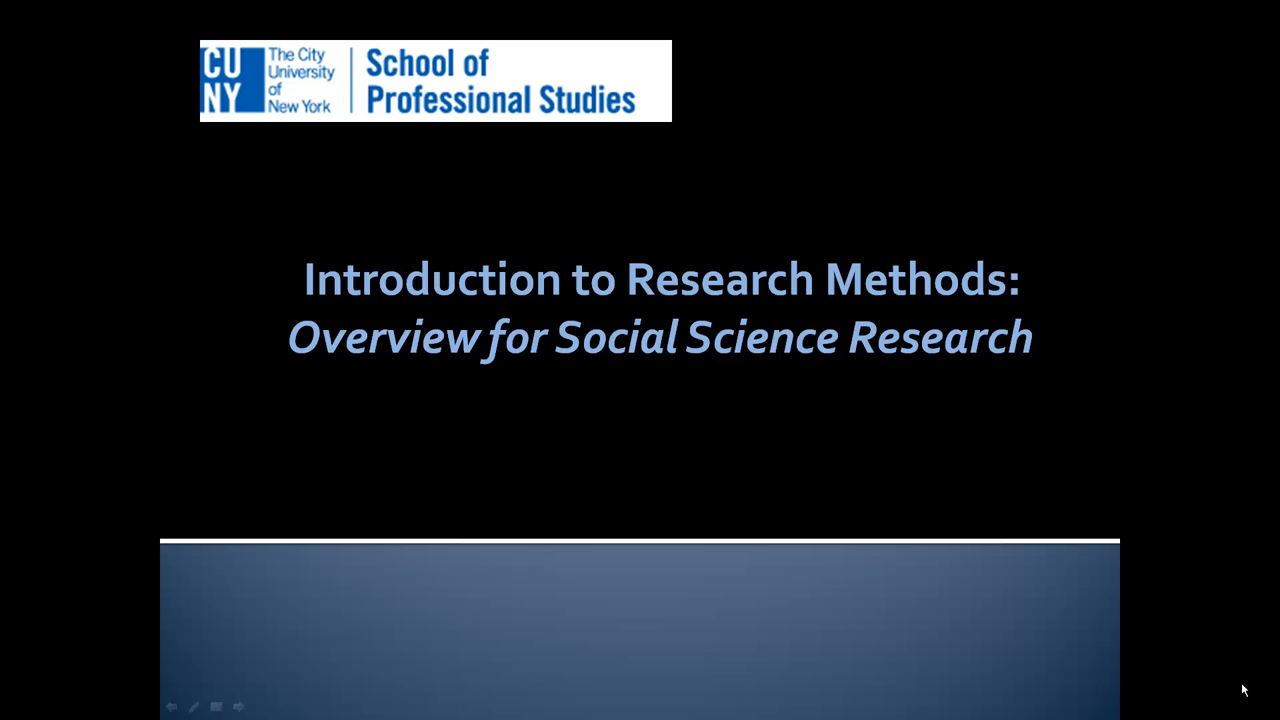 CU
NY
The City
University
of
New York
School of
Professional Studies
Introduction to Research Methods:
Overview for Social Science Research